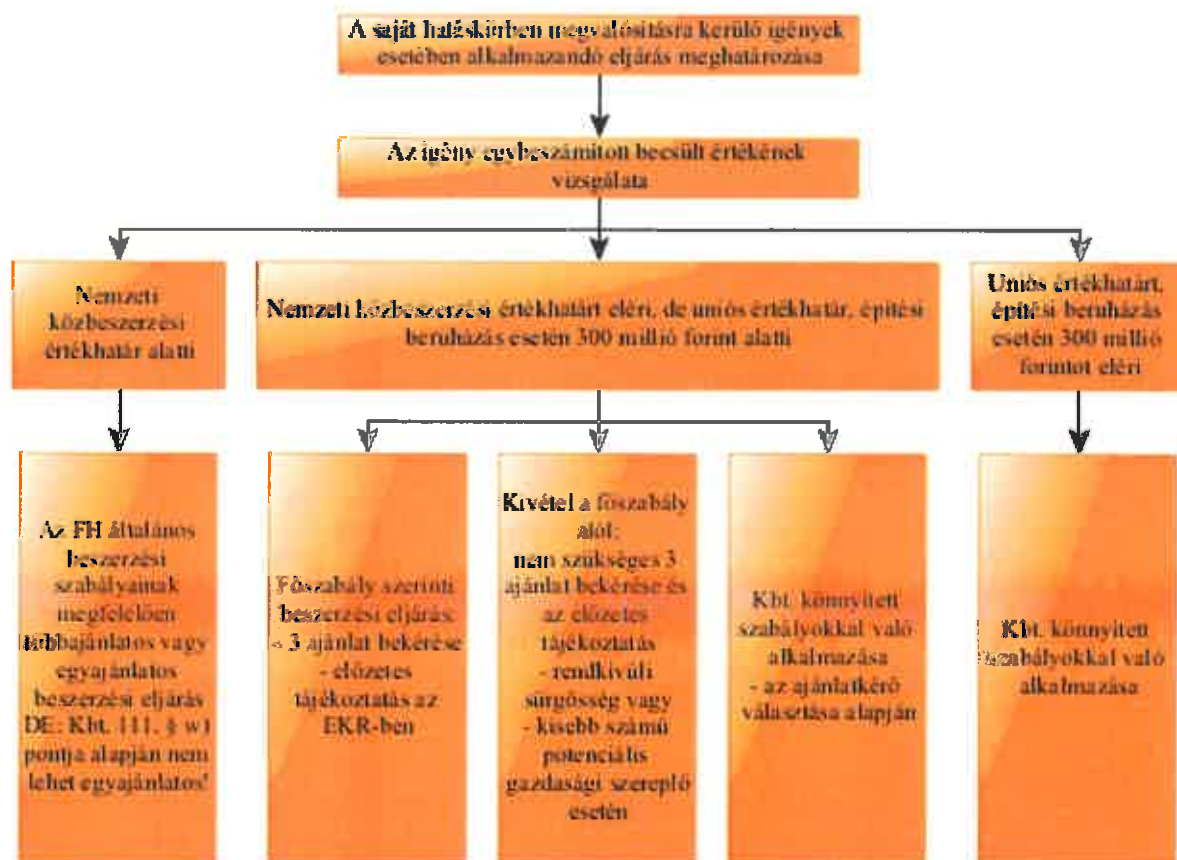 A saját hatáskörben megvalósításra kerülő igények
esetében alkalmazandó eljárás meghatározása
Az igény egybeszámított becsült értékének
vizsgálata
Nemzeti
közbeszerzési
értékhatár alatti
Nemzeti közbeszerzési értékhatárt eléri, de uniós értékhatár, építési
beruházás esetén 300 millió forint alatti
Uniós értékhatárt,
építési beruházás
esetén 300 millió
forintot eléri
Az FH általános
beszerzési
szabályainak
megfelelően
többajánlatos vagy
egyajánlatos
beszerzési eljárás
DE: Kbt. 111. § w)
pontja alapján nem
lehet egyajánlatos!
Főszabály szerinti
beszerzési eljárás:
- 3 ajánlat bekérése
- előzetes
tájékoztatás az
EKR-ben
Kivétel a főszabály
alól:
nem szükséges 3
ajánlat bekérése és
az előzetes
tájékoztatás
- rendkívüli
sürgősség vagy
- kisebb számú
potenciális
gazdasági szereplő
esetén
Kbt. könnyített
szabályokkal való
alkalmazása
- az ajánlatkérő
választása alapján
Kbt. könnyített
szabályokkal való
alkalmazása